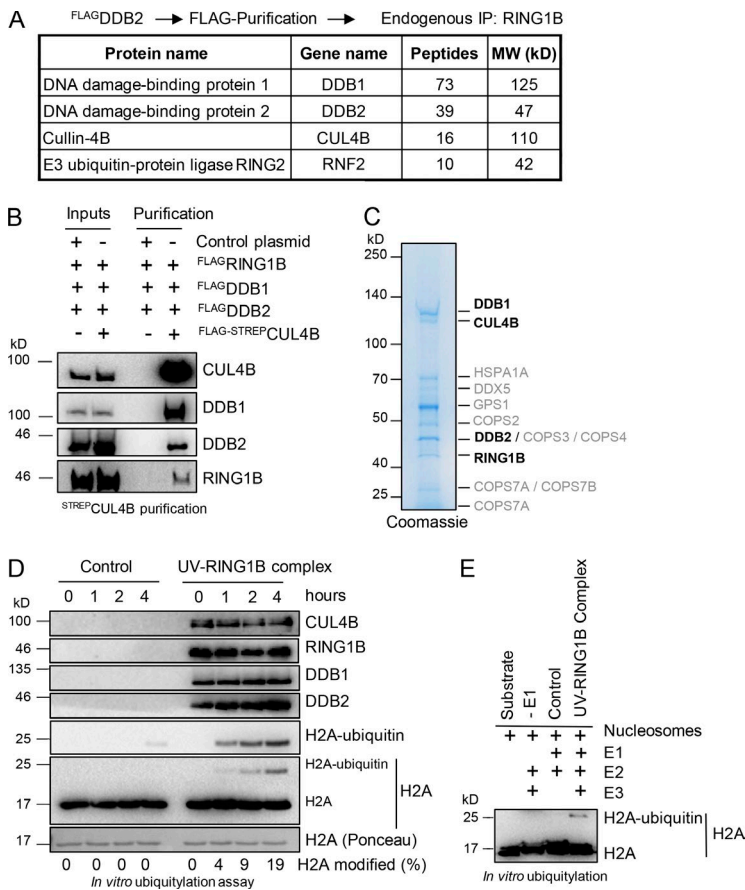 A
FLAGDDB2 → FLAG-Purification → Endogenous IP: RING1B
Protein name Gene name Peptides MW (kD)
DNA damage-binding protein 1 DDB1 73 125
DNA damage-binding protein 2 DDB2 39 47
Cullin-4B CUL4B 16 110
E3 ubiquitin-protein ligase RING2 RNF2 10 42
B
Inputs Purification
+ - + - Control plasmid
+ + + + FLAGRING1B
+ + + + FLAGDDB1
+ + + + FLAGDDB2
- + - + FLAG-STREPCUL4B
kD
100 CUL4B
100 DDB1
46 DDB2
46 RING1B
STREPCUL4B purification
C
kD
250
140
100
70
50
40
25
DDB1
CUL4B
HSPA1A
DDX5
GPS1
COPS2
DDB2 / COPS3 / COPS4
RING1B
COPS7A / COPS7B
COPS7A
Coomassie
D
Control UV-RING1B complex
0 1 2 4 0 1 2 4 hours
kD
100 CUL4B
46 RING1B
135 DDB1
46 DDB2
25 H2A-ubiquitin
25 H2A-ubiquitin
17 H2A
H2A
17 H2A (Ponceau)
0 0 0 0 0 4 9 19 H2A modified (%)
In vitro ubiquitylation assay
E
Substrate
- E1
Control
UV-RING1B Complex
+ + + + Nucleosomes
+ + E1
+ + + E2
+ + E3
kD
25 H2A-ubiquitin
17 H2A
H2A
In vitro ubiquitylation